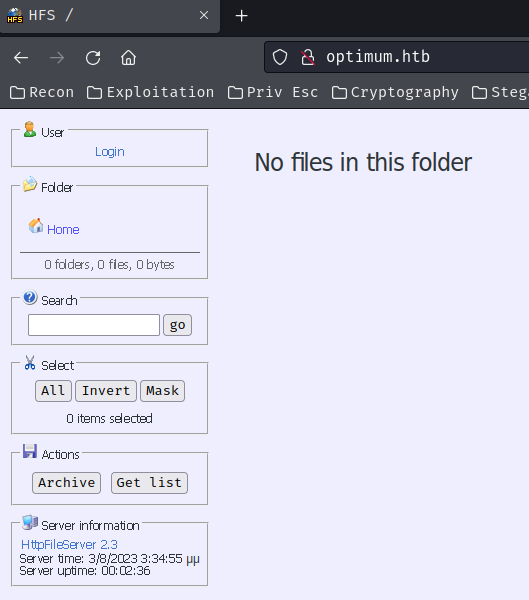 HFS /
optimum.htb
Recon Exploitation Priv Esc Cryptography Steg
User
Login
Folder
Home
0 folders, 0 files, 0 bytes
Search
go
Select
All Invert Mask
0 items selected
Actions
Archive Get list
Server information
HttpFileServer 2.3
Server time: 3/8/2023 3:34:55 μμ
Server uptime: 00:02:36
No files in this folder